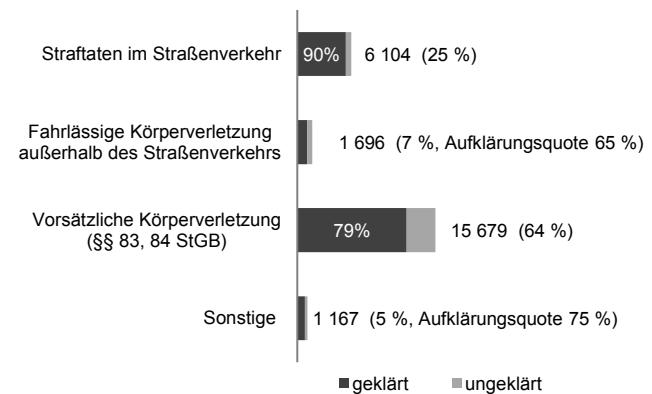 Straftaten im Straßenverkehr 90% 6 104 (25 %)
Fahrlässige Körperverletzung
außerhalb des Straßenverkehrs
1 696 (7 %, Aufklärungsquote 65 %)
Vorsätzliche Körperverletzung
(§§ 83, 84 StGB)
79% 15 679 (64 %)
Sonstige 1 167 (5 %, Aufklärungsquote 75 %)
geklärt ungeklärt